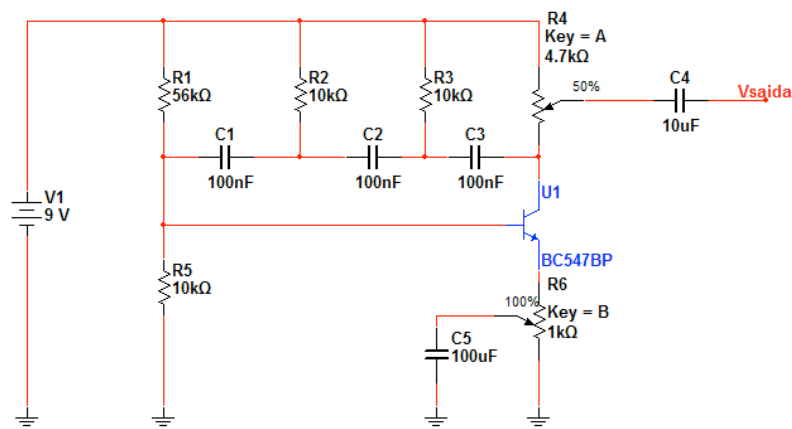 R4
Key = A
4.7kΩ
R1
56kΩ
R2
10kΩ
R3
10kΩ
50%
C4
10uF
Vsaida
C1
100nF
C2
100nF
C3
100nF
V1
9 V
U1
BC547BP
R5
10kΩ
R6
100%
Key = B
1kΩ
C5
100uF